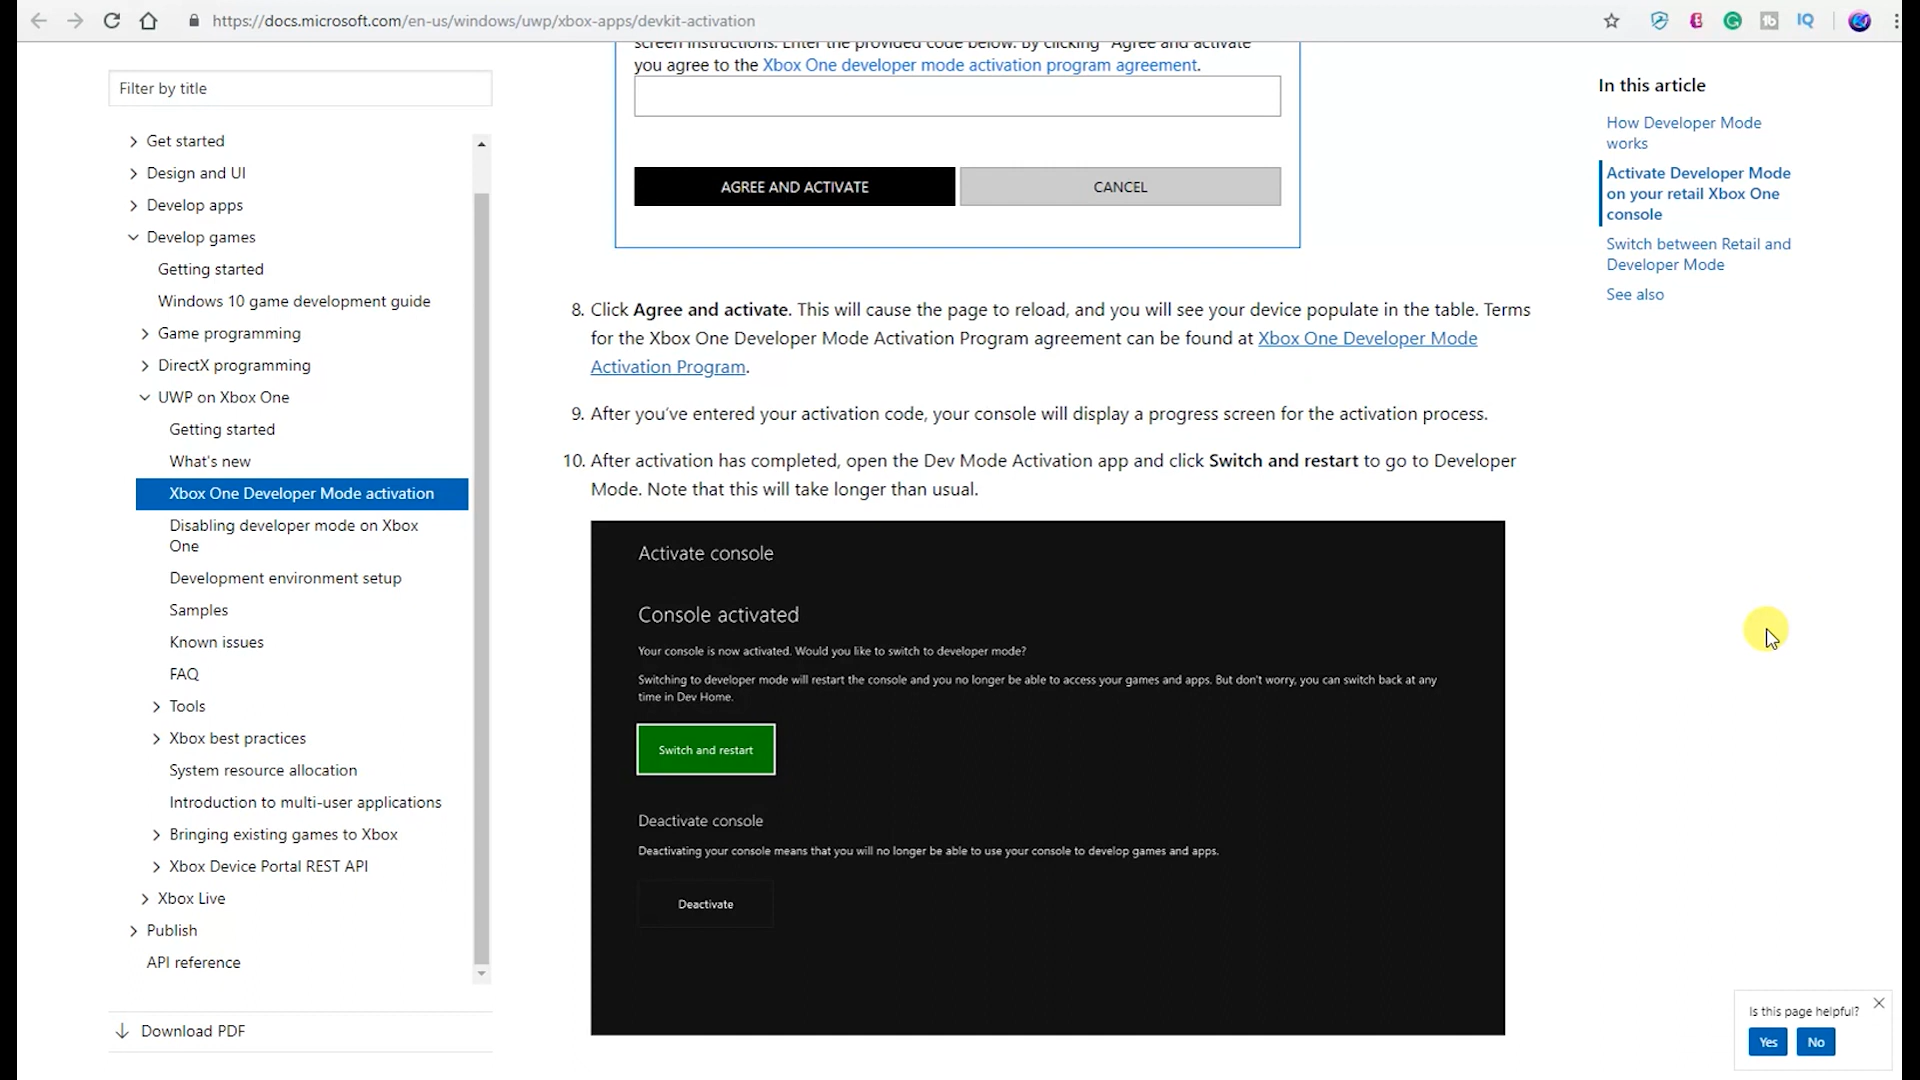 https://docs.microsoft.com/en-us/windows/uwp/xbox-apps/devkit-activation
Filter by title
Get started
Design and UI
Develop apps
Develop games
Getting started
Windows 10 game development guide
Game programming
DirectX programming
UWP on Xbox One
Getting started
What's new
Xbox One Developer Mode activation
Disabling developer mode on Xbox
One
Development environment setup
Samples
Known issues
FAQ
Tools
Xbox best practices
System resource allocation
Introduction to multi-user applications
Bringing existing games to Xbox
Xbox Device Portal REST API
Xbox Live
Publish
API reference
Download PDF
screen instructions. Enter the provided code below. By clicking "Agree and activate"
you agree to the Xbox One developer mode activation program agreement.
AGREE AND ACTIVATE
CANCEL
8. Click Agree and activate. This will cause the page to reload, and you will see your device populate in the table. Terms
for the Xbox One Developer Mode Activation Program agreement can be found at Xbox One Developer Mode
Activation Program.
9. After you've entered your activation code, your console will display a progress screen for the activation process.
10. After activation has completed, open the Dev Mode Activation app and click Switch and restart to go to Developer
Mode. Note that this will take longer than usual.
Activate console
Console activated
Your console is now activated. Would you like to switch to developer mode?
Switching to developer mode will restart the console and you no longer be able to access your games and apps. But don't worry, you can switch back at any
time in Dev Home.
Switch and restart
Deactivate console
Deactivating your console means that you will no longer be able to use your console to develop games and apps.
Deactivate
In this article
How Developer Mode
works
Activate Developer Mode
on your retail Xbox One
console
Switch between Retail and
Developer Mode
See also
Is this page helpful?
Yes
No
IQ